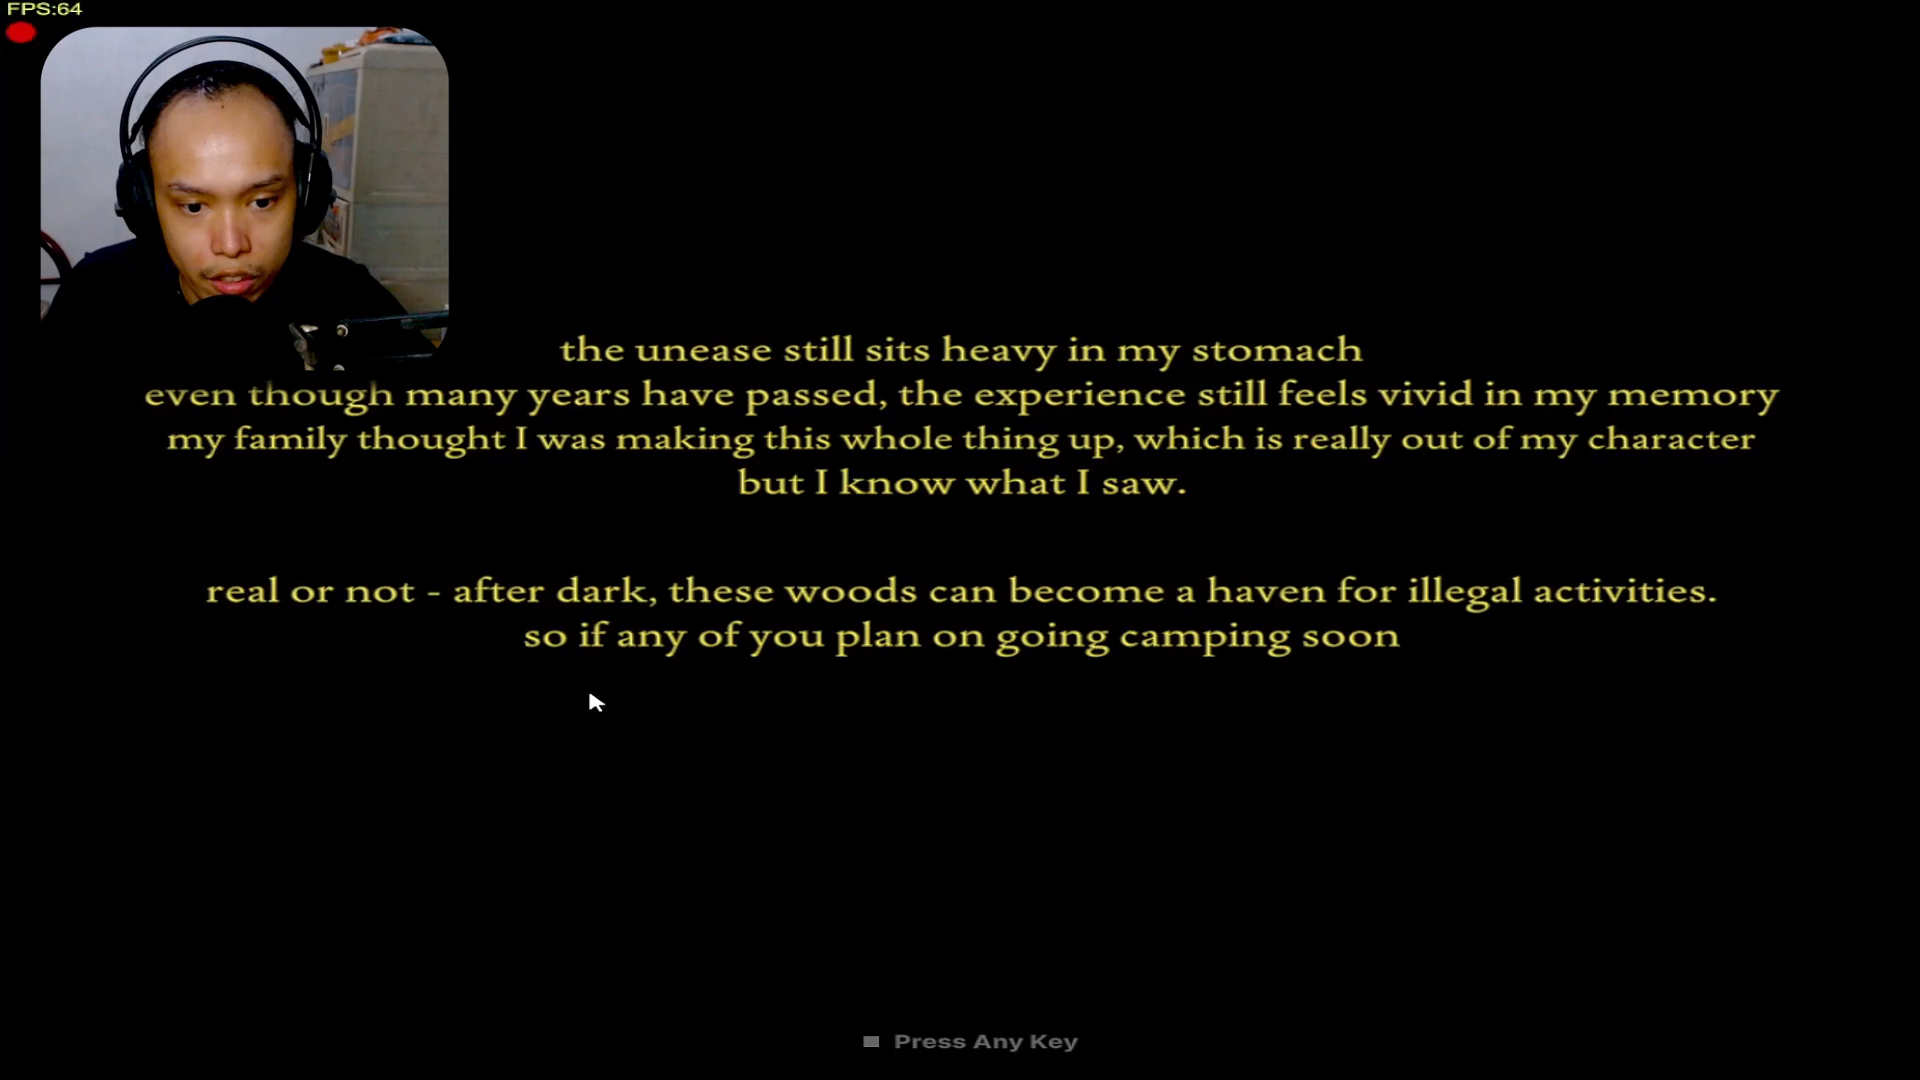 FPS:64
the unease still sits heavy in my stomach
even though many years have passed, the experience still feels vivid in my memory
my family thought I was making this whole thing up, which is really out of my character
but I know what I saw.
real or not - after dark, these woods can become a haven for illegal activities.
so if any of you plan on going camping soon
Press Any Key